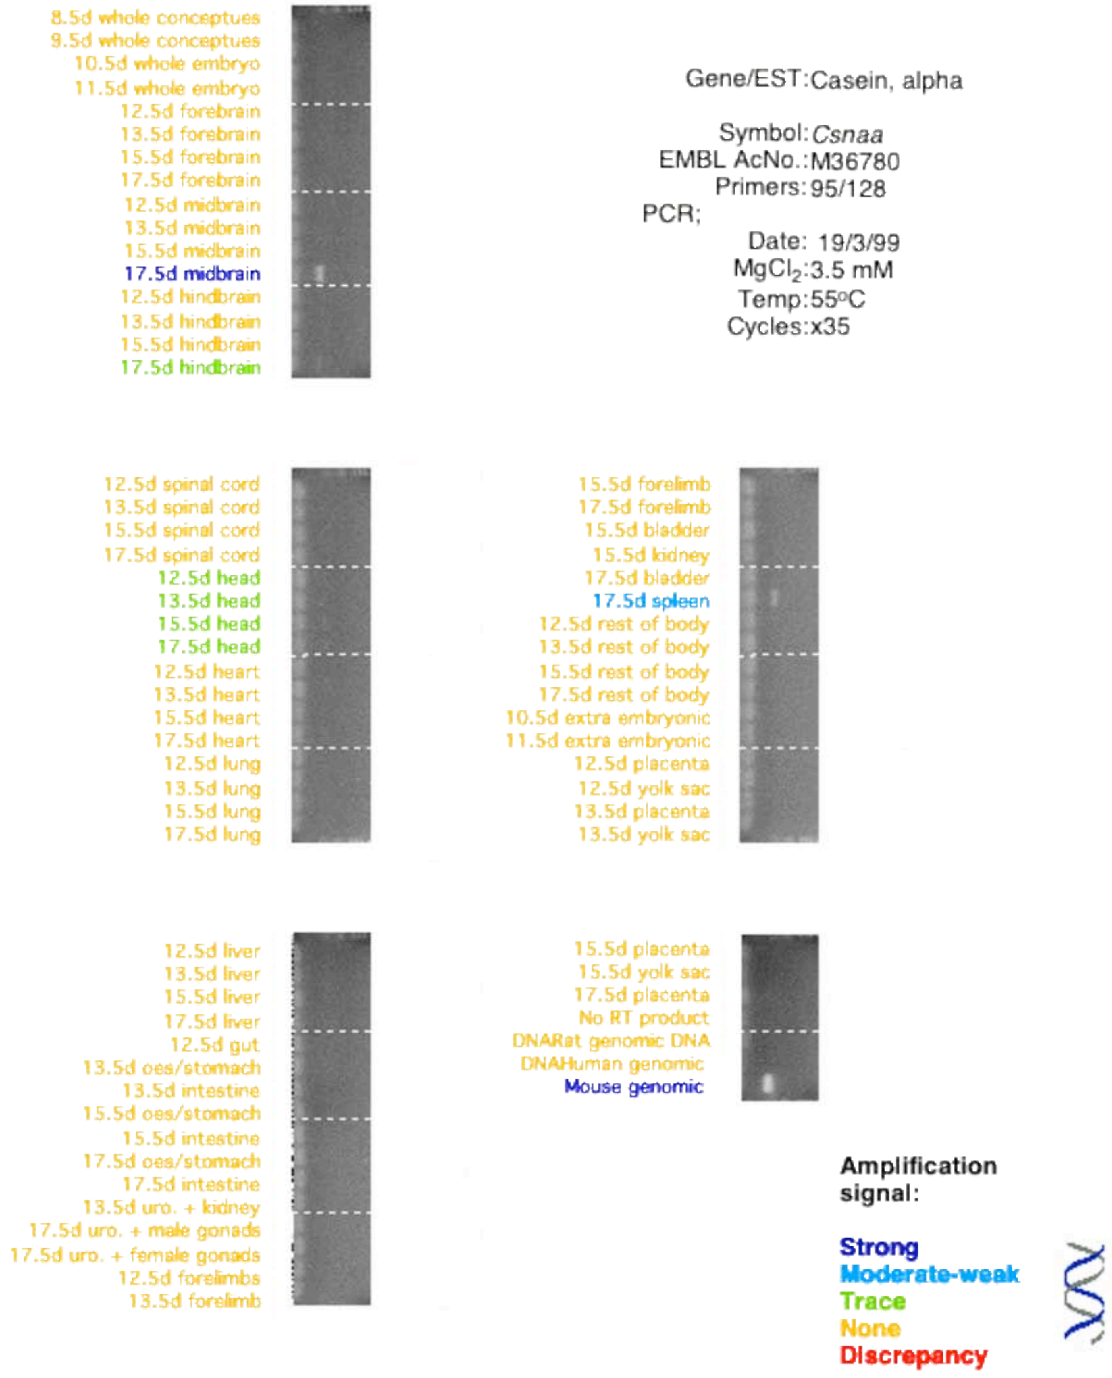 8.5d whole conceptues
9.5d whole conceptues
10.5d whole embryo
11.5d whole embryo
12.5d forebrain
13.5d forebrain
15.5d forebrain
17.5d forebrain
12.5d midbrain
13.5d midbrain
15.5d midbrain
17.5d midbrain
12.5d hindbrain
13.5d hindbrain
15.5d hindbrain
17.5d hindbrain
Gene/EST:Casein, alpha
Symbol:Csnaa
EMBL AcNo.:M36780
Primers:95/128
PCR;
Date: 19/3/99
MgCl2:3.5 mM
Temp:55oC
Cycles:x35
12.5d spinal cord
13.5d spinal cord
15.5d spinal cord
17.5d spinal cord
12.5d head
13.5d head
15.5d head
17.5d head
12.5d heart
13.5d heart
15.5d heart
17.5d heart
12.5d lung
13.5d lung
15.5d lung
17.5d lung
15.5d forelimb
17.5d forelimb
15.5d bladder
15.5d kidney
17.5d bladder
17.5d spleen
12.5d rest of body
13.5d rest of body
15.5d rest of body
17.5d rest of body
10.5d extra embryonic
11.5d extra embryonic
12.5d placenta
12.5d yolk sac
13.5d placenta
13.5d yolk sac
12.5d liver
13.5d liver
15.5d liver
17.5d liver
12.5d gut
13.5d oes/stomach
13.5d intestine
15.5d oes/stomach
15.5d intestine
17.5d oes/stomach
17.5d intestine
13.5d uro. + kidney
17.5d uro. + male gonads
17.5d uro. + female gonads
12.5d forelimbs
13.5d forelimb
15.5d placenta
15.5d yolk sac
17.5d placenta
No RT product
DNARat genomic DNA
DNAHuman genomic
Mouse genomic
Amplification
signal:
Strong
Moderate-weak
Trace
None
Discrepancy